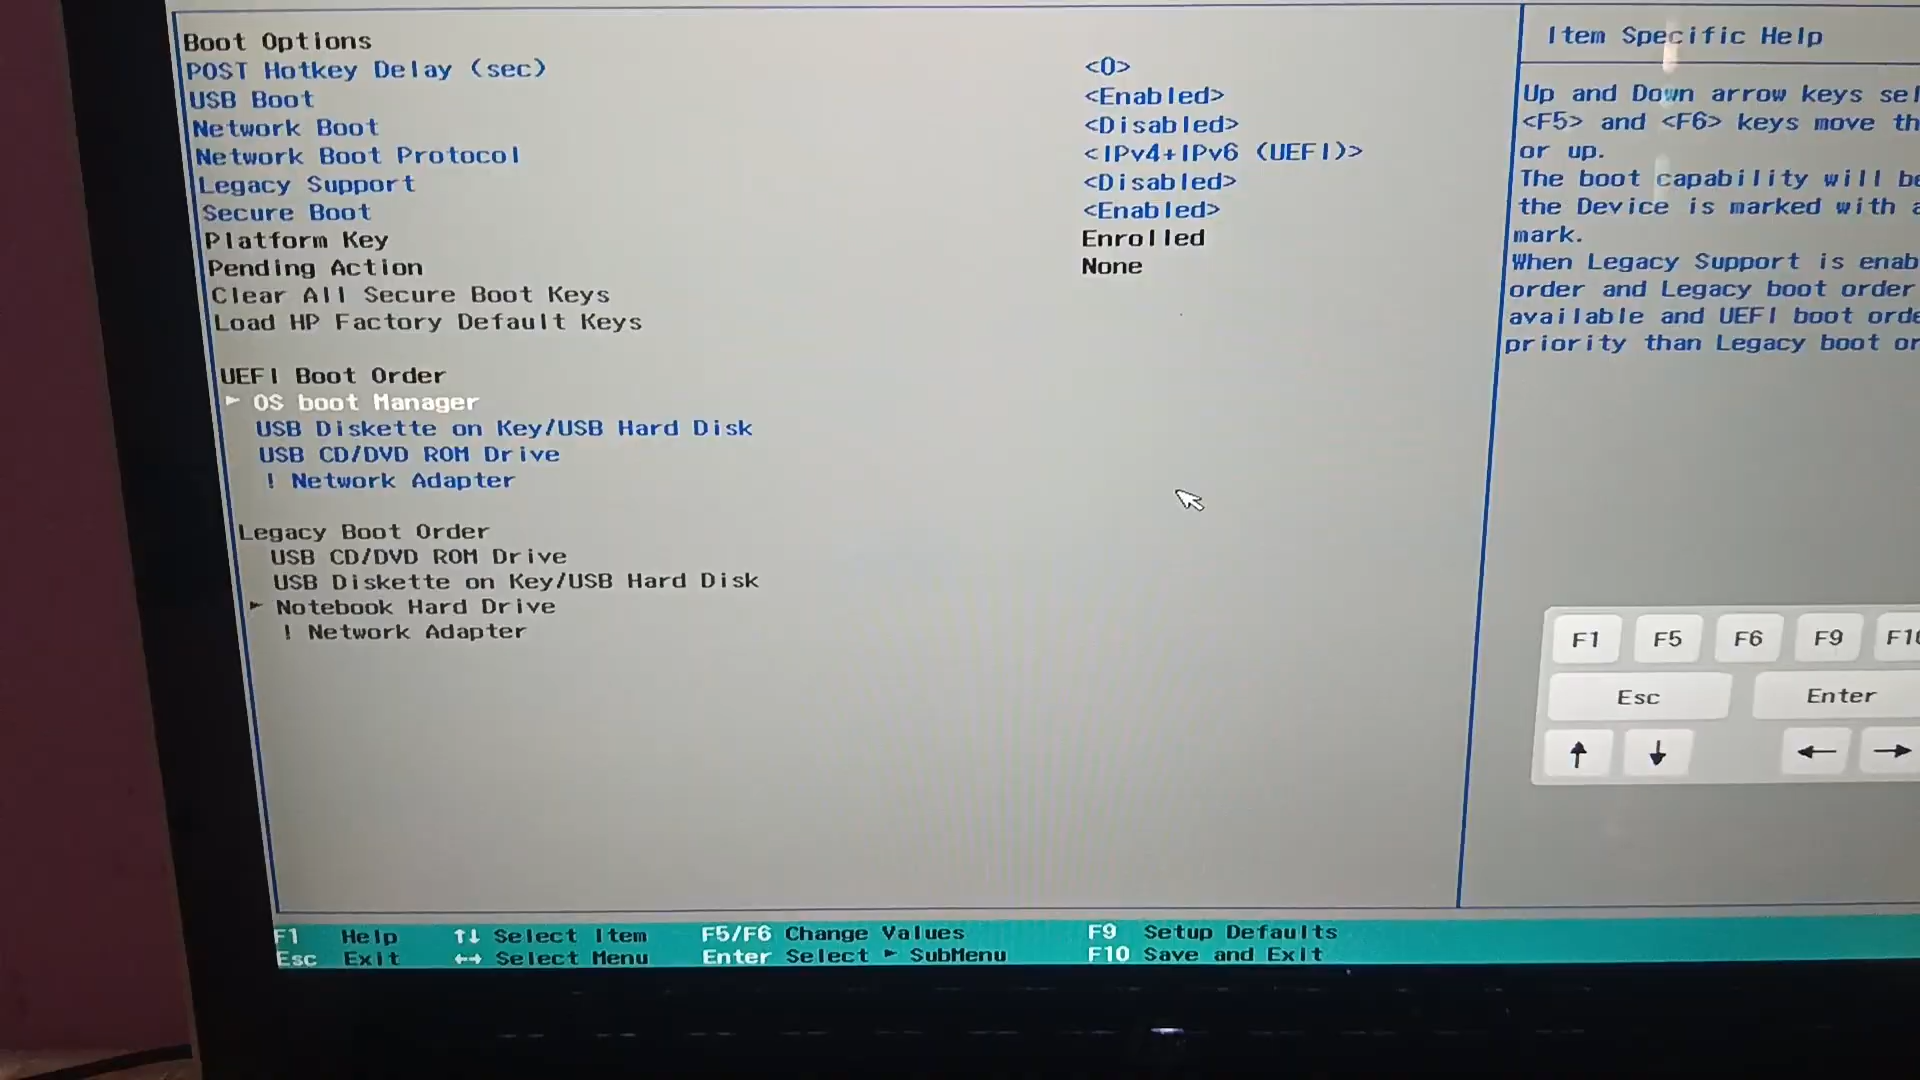 Boot Options
POST Hotkey Delay (sec) <0>
USB Boot <Enabled>
Network Boot <Disabled>
Network Boot Protocol <IPv4+IPv6 (UEFI)>
Legacy Support <Disabled>
Secure Boot <Enabled>
Platform Key Enrolled
Pending Action None
Clear All Secure Boot Keys
Load HP Factory Default Keys
UEFI Boot Order
► OS boot Manager
USB Diskette on Key/USB Hard Disk
USB CD/DVD ROM Drive
! Network Adapter
Legacy Boot Order
USB CD/DVD ROM Drive
USB Diskette on Key/USB Hard Disk
► Notebook Hard Drive
! Network Adapter
Item Specific Help
Up and Down arrow keys sel
<F5> and <F6> keys move th
or up.
The boot capability will be
the Device is marked with a
mark.
When Legacy Support is enab
order and Legacy boot order
available and UEFI boot orde
priority than Legacy boot or
F1 F5 F6 F9 F10
Esc Enter
↑ ↓ ← →
F1 Help ↑↓ Select Item F5/F6 Change Values F9 Setup Defaults
Esc Exit ↔ Select Menu Enter Select ► SubMenu F10 Save and Exit